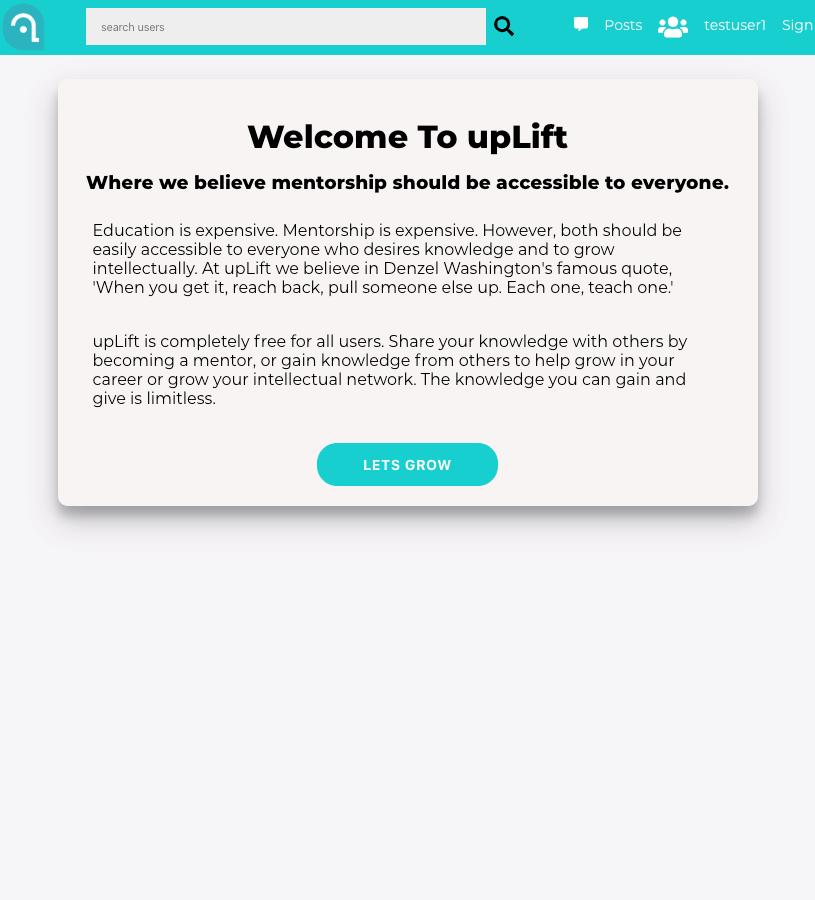 search users
Posts
testuser1
Sign
Welcome To upLift
Where we believe mentorship should be accessible to everyone.
Education is expensive. Mentorship is expensive. However, both should be
easily accessible to everyone who desires knowledge and to grow
intellectually. At upLift we believe in Denzel Washington's famous quote,
'When you get it, reach back, pull someone else up. Each one, teach one.'
upLift is completely free for all users. Share your knowledge with others by
becoming a mentor, or gain knowledge from others to help grow in your
career or grow your intellectual network. The knowledge you can gain and
give is limitless.
LETS GROW